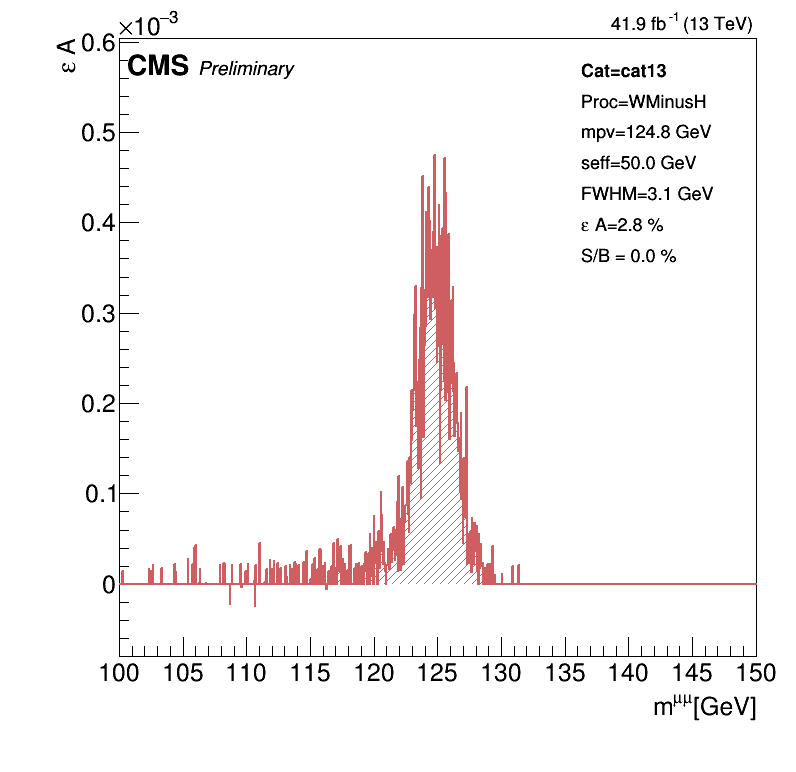 ×10⁻³
41.9 fb⁻¹ (13 TeV)
ε A
CMS Preliminary
Cat=cat13
Proc=WMinusH
mpv=124.8 GeV
seff=50.0 GeV
FWHM=3.1 GeV
ε A=2.8 %
S/B = 0.0 %
0.6
0.5
0.4
0.3
0.2
0.1
0
100 105 110 115 120 125 130 135 140 145 150
m^μμ[GeV]